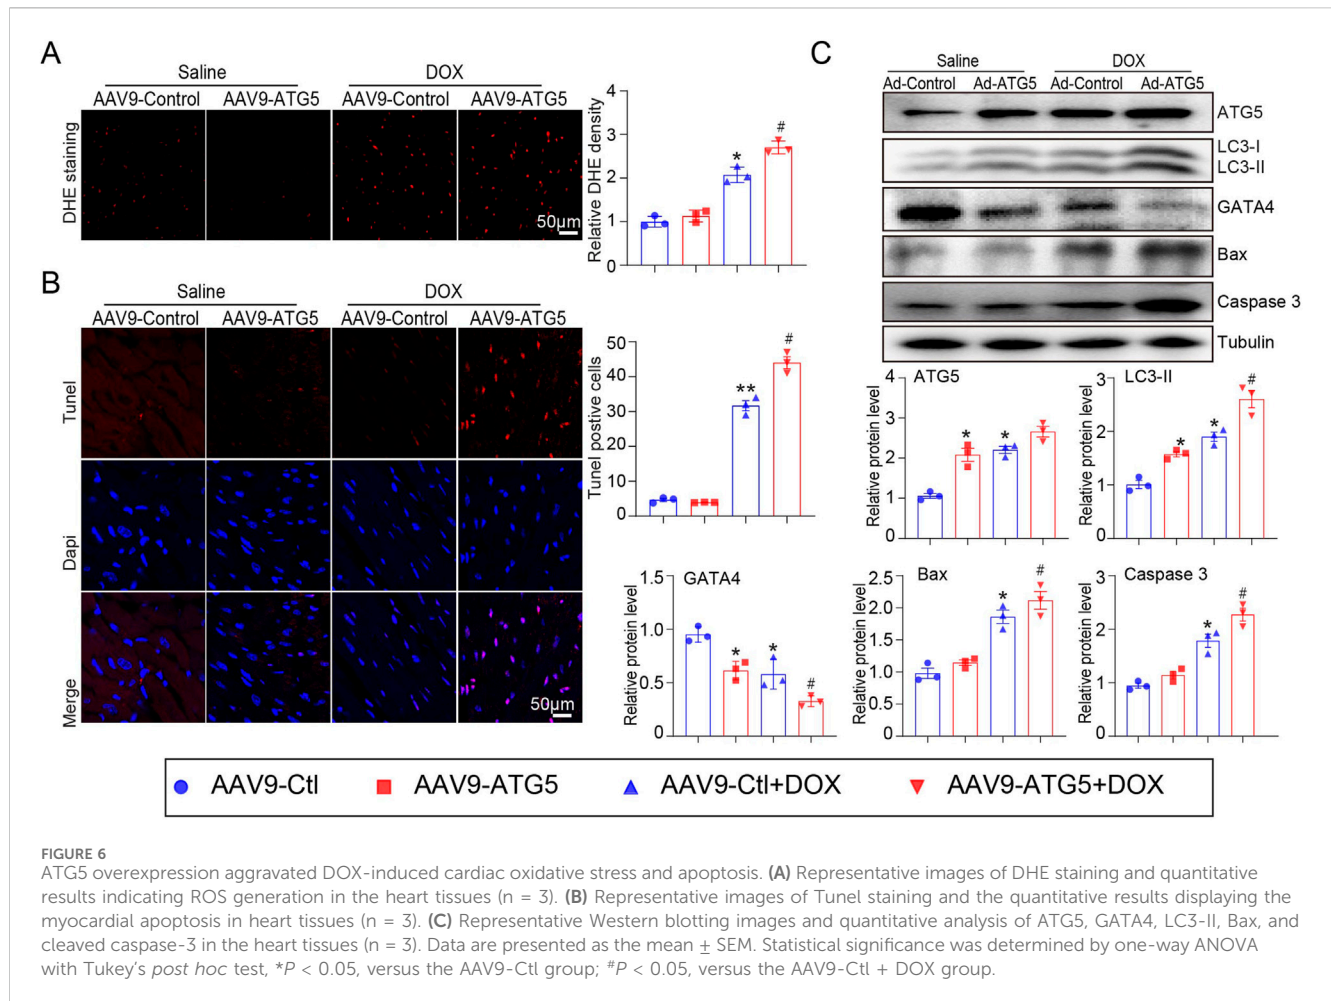 A
Saline DOX
AAV9-Control AAV9-ATG5 AAV9-Control AAV9-ATG5
DHE staining
50μm
Relative DHE density
4
3
2
1
0
*
#
B
Saline DOX
AAV9-Control AAV9-ATG5 AAV9-Control AAV9-ATG5
Tunel
Dapi
Merge
50μm
Tunel postive cells
50
40
30
10
5
0
**
#
C
Saline DOX
Ad-Control Ad-ATG5 Ad-Control Ad-ATG5
ATG5
LC3-I
LC3-II
GATA4
Bax
Caspase 3
Tubulin
ATG5
Relative protein level
4
3
2
1
0
* *
LC3-II
Relative protein level
3
2
1
0
* * #
GATA4
Relative protein level
1.5
1.0
0.5
0
* * #
Bax
Relative protein level
2.5
2.0
1.5
1.0
0.5
0
* #
Caspase 3
Relative protein level
3
2
1
0
* #
AAV9-Ctl AAV9-ATG5 AAV9-Ctl+DOX AAV9-ATG5+DOX
FIGURE 6
ATG5 overexpression aggravated DOX-induced cardiac oxidative stress and apoptosis. (A) Representative images of DHE staining and quantitative
results indicating ROS generation in the heart tissues (n = 3). (B) Representative images of Tunel staining and the quantitative results displaying the
myocardial apoptosis in heart tissues (n = 3). (C) Representative Western blotting images and quantitative analysis of ATG5, GATA4, LC3-II, Bax, and
cleaved caspase-3 in the heart tissues (n = 3). Data are presented as the mean ± SEM. Statistical significance was determined by one-way ANOVA
with Tukey's post hoc test, *P < 0.05, versus the AAV9-Ctl group; #P < 0.05, versus the AAV9-Ctl + DOX group.